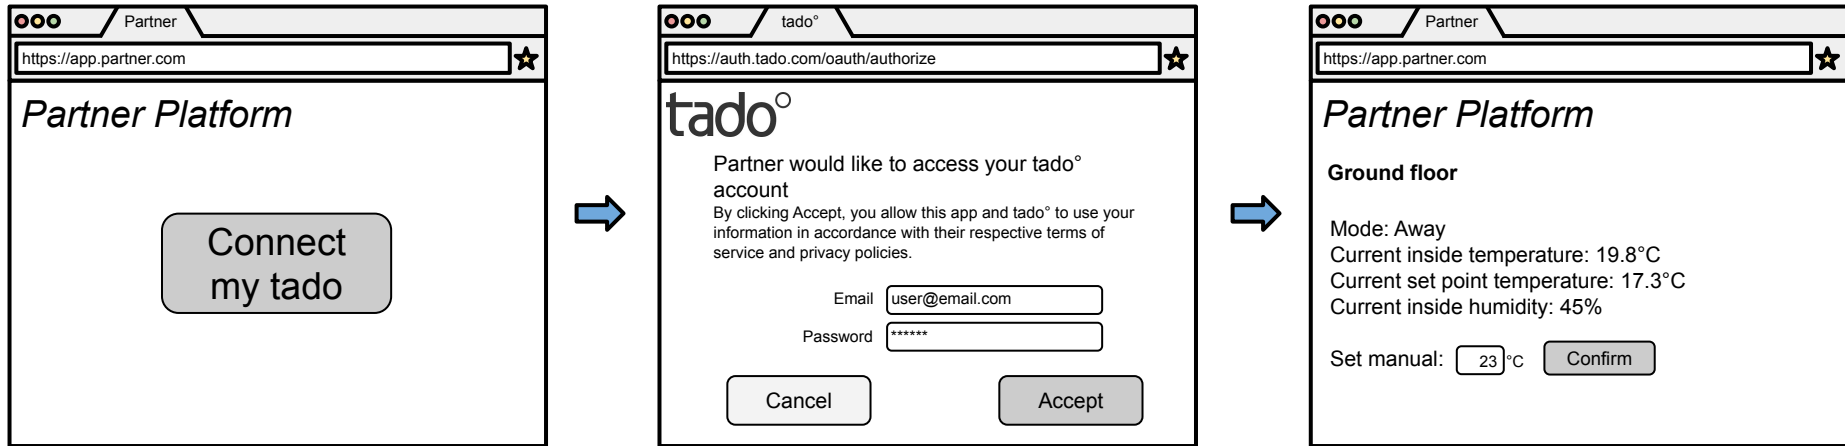 Partner
https://app.partner.com
Partner Platform
Connect
my tado
tado°
https://auth.tado.com/oauth/authorize
tado°
Partner would like to access your tado°
account
By clicking Accept, you allow this app and tado° to use your
information in accordance with their respective terms of
service and privacy policies.
Email user@email.com
Password ******
Cancel Accept
Partner
https://app.partner.com
Partner Platform
Ground floor
Mode: Away
Current inside temperature: 19.8°C
Current set point temperature: 17.3°C
Current inside humidity: 45%
Set manual: 23 °C Confirm